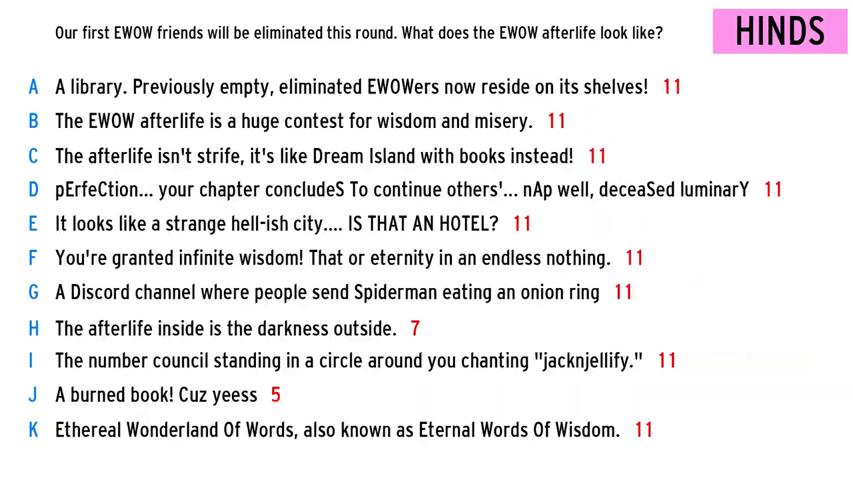 Our first EWOW friends will be eliminated this round. What does the EWOW afterlife look like?
HINDS
A A library. Previously empty, eliminated EWOWers now reside on its shelves! 11
B The EWOW afterlife is a huge contest for wisdom and misery. 11
C The afterlife isn't strife, it's like Dream Island with books instead! 11
D pErfeCtion... your chapter concludeS To continue others'... nAp well, deceaSed luminarY 11
E It looks like a strange hell-ish city.... IS THAT AN HOTEL? 11
F You're granted infinite wisdom! That or eternity in an endless nothing. 11
G A Discord channel where people send Spiderman eating an onion ring 11
H The afterlife inside is the darkness outside. 7
I The number council standing in a circle around you chanting "jacknjellify." 11
J A burned book! Cuz yeess 5
K Ethereal Wonderland Of Words, also known as Eternal Words Of Wisdom. 11